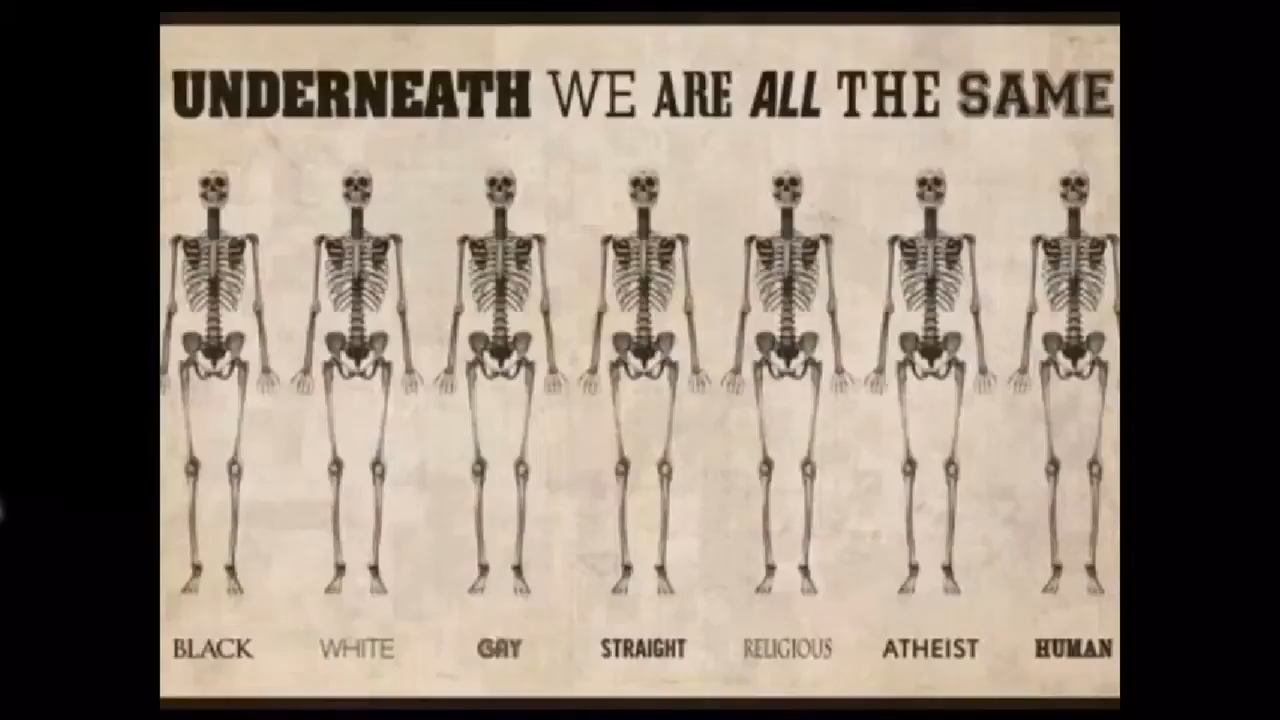 UNDERNEATH WE ARE ALL THE SAME
BLACK WHITE GAY STRAIGHT RELIGIOUS ATHEIST HUMAN